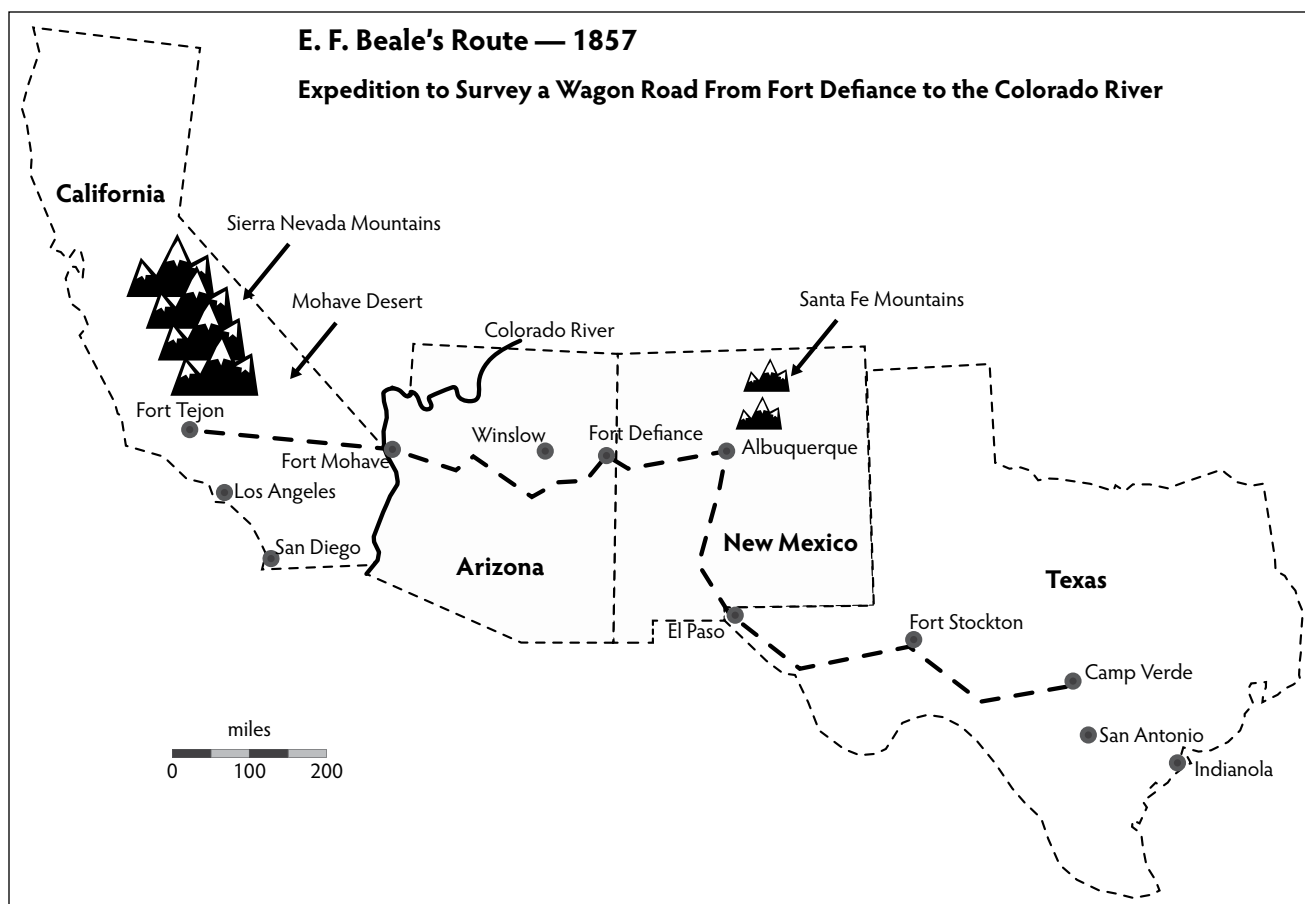 E. F. Beale's Route — 1857
Expedition to Survey a Wagon Road From Fort Defiance to the Colorado River
California
Sierra Nevada Mountains
Mohave Desert
Santa Fe Mountains
Colorado River
Fort Tejon
Winslow
Fort Defiance
Albuquerque
Fort Mohave
Los Angeles
San Diego
New Mexico
Arizona
Texas
El Paso
Fort Stockton
Camp Verde
San Antonio
Indianola
miles
0 100 200